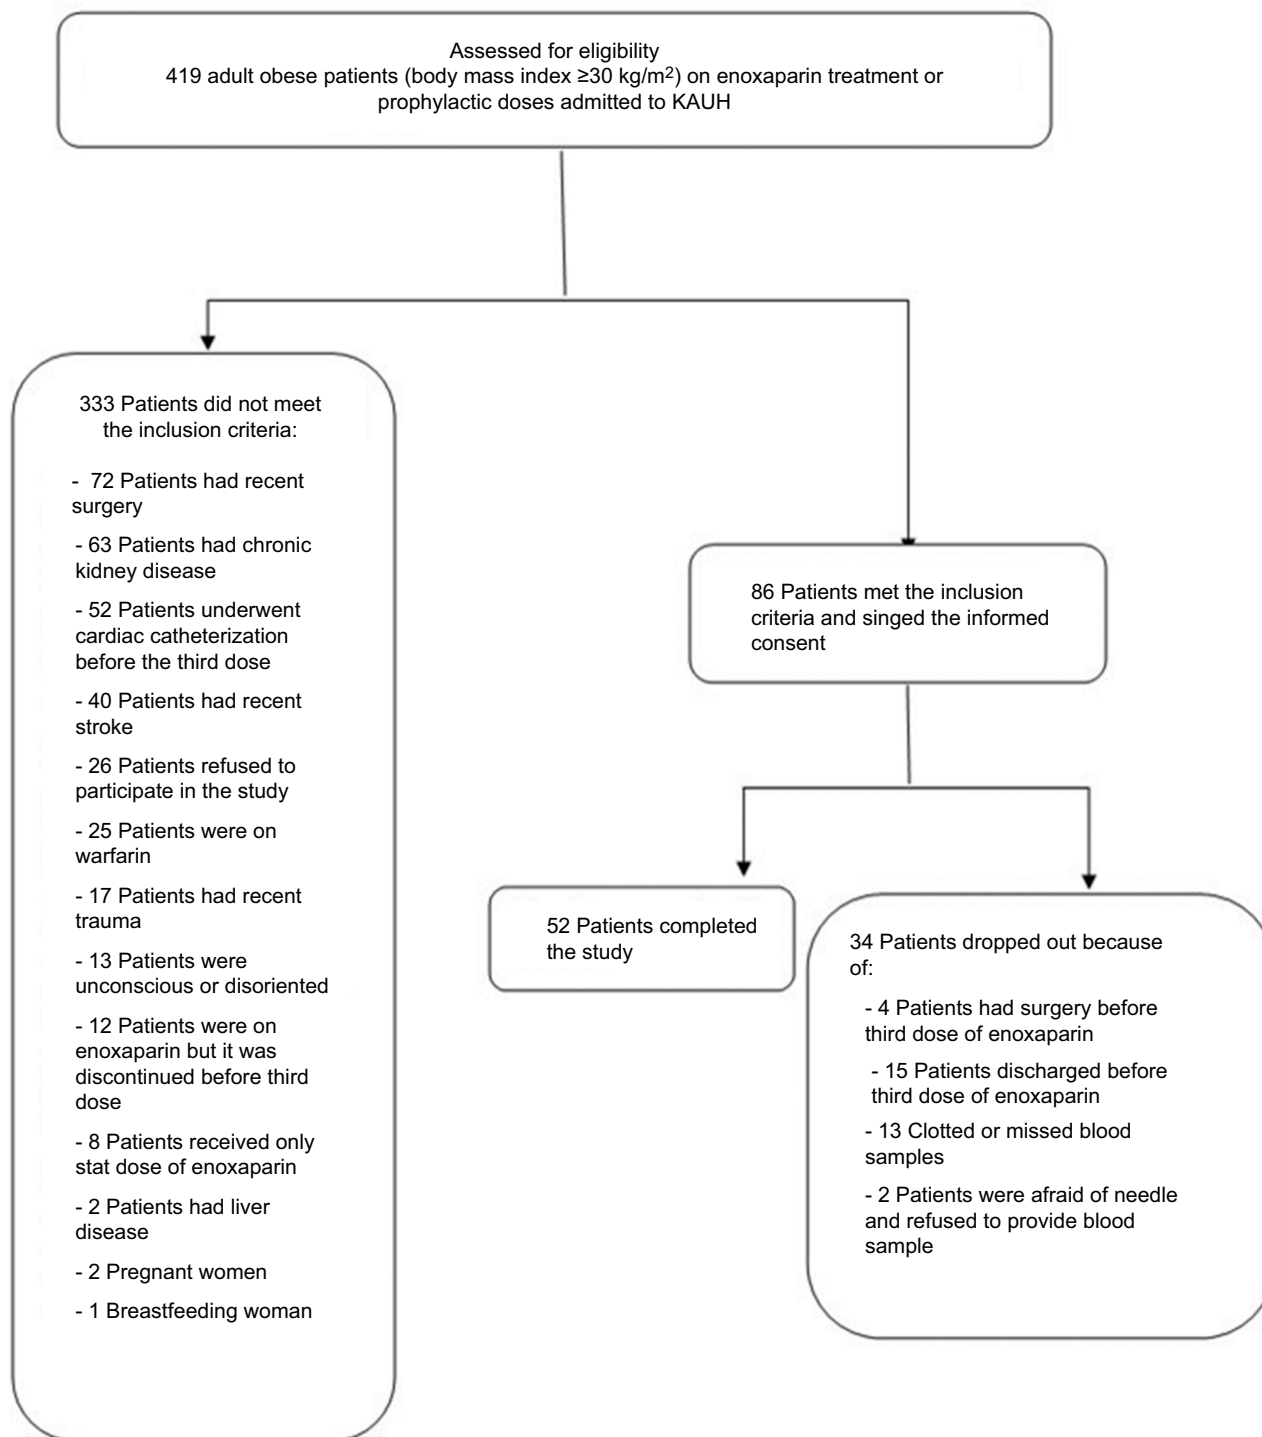 Assessed for eligibility
419 adult obese patients (body mass index ≥30 kg/m²) on enoxaparin treatment or
prophylactic doses admitted to KAUH
333 Patients did not meet
the inclusion criteria:
- 72 Patients had recent
surgery
- 63 Patients had chronic
kidney disease
- 52 Patients underwent
cardiac catheterization
before the third dose
- 40 Patients had recent
stroke
- 26 Patients refused to
participate in the study
- 25 Patients were on
warfarin
- 17 Patients had recent
trauma
- 13 Patients were
unconscious or disoriented
- 12 Patients were on
enoxaparin but it was
discontinued before third
dose
- 8 Patients received only
stat dose of enoxaparin
- 2 Patients had liver
disease
- 2 Pregnant women
- 1 Breastfeeding woman
86 Patients met the inclusion
criteria and singed the informed
consent
52 Patients completed
the study
34 Patients dropped out because
of:
- 4 Patients had surgery before
third dose of enoxaparin
- 15 Patients discharged before
third dose of enoxaparin
- 13 Clotted or missed blood
samples
- 2 Patients were afraid of needle
and refused to provide blood
sample